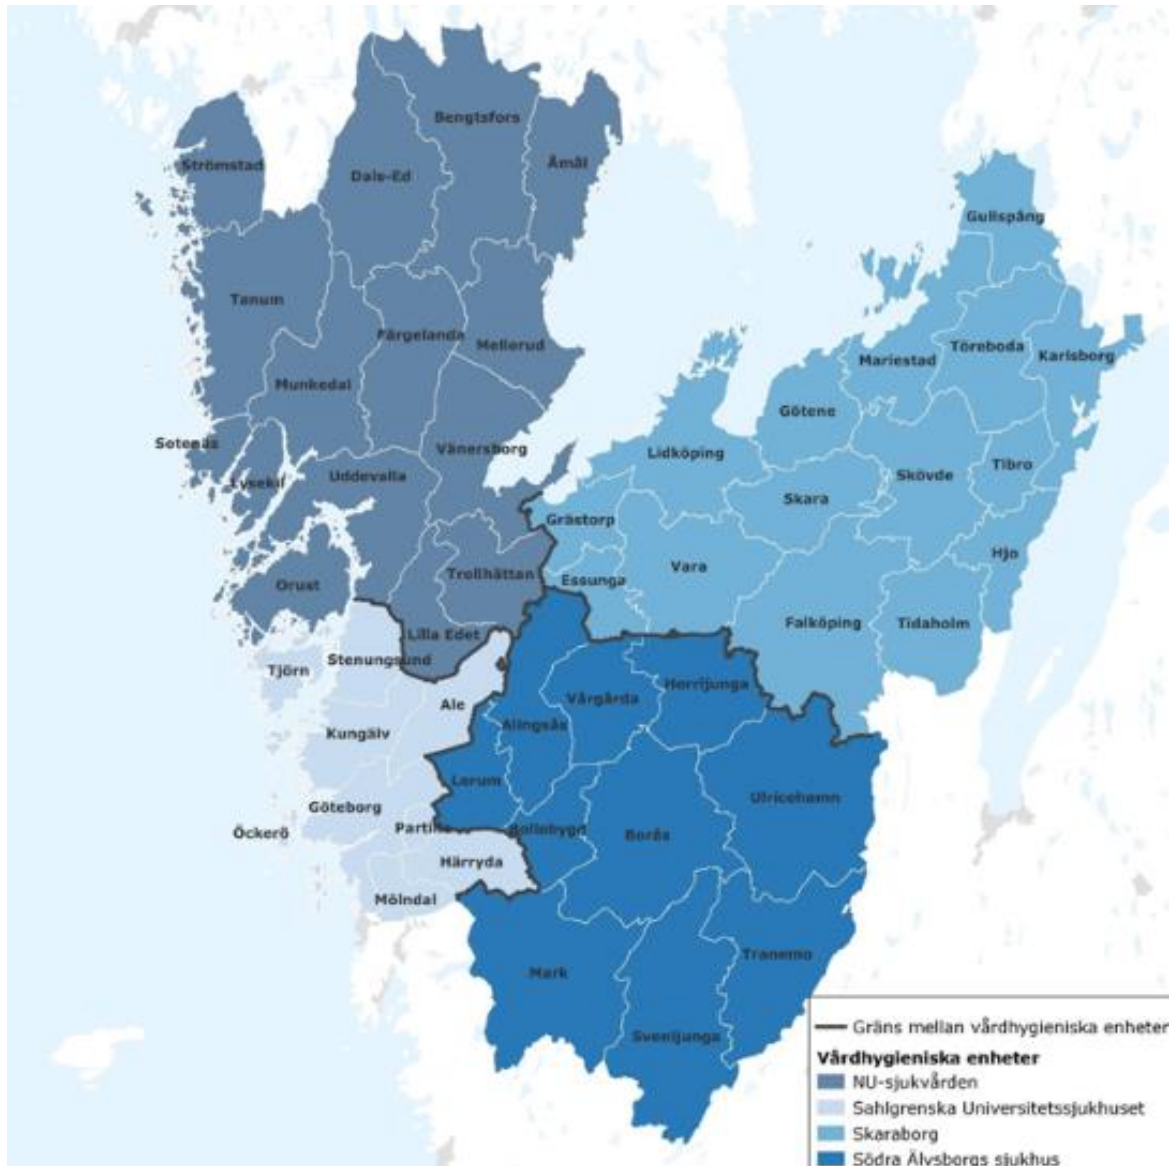 Bengtsfors
Strömstad
Dals-Ed
Åmål
Gullspång
Tanum
Färgelanda
Mellerud
Töreboda
Karlsborg
Mariestad
Munkedal
Götene
Sotenäs
Vänersborg
Lidköping
Tibro
Uddevalla
Skövde
Lysekil
Skara
Grästorp
Hjo
Vara
Trollhättan
Essunga
Orust
Falköping
Tidaholm
Lilla Edet
Stenungsund
Tjörn
Herrljunga
Vårgårda
Ale
Alingsås
Kungälv
Lerum
Ulricehamn
Göteborg
Öckerö
Partille
Bollebygd
Borås
Härryda
Mölndal
Tranemo
Mark
Svenljunga
Gräns mellan vårdhygieniska enheter
Vårdhygieniska enheter
NU-sjukvården
Sahlgrenska Universitetssjukhuset
Skaraborg
Södra Älvsborgs sjukhus